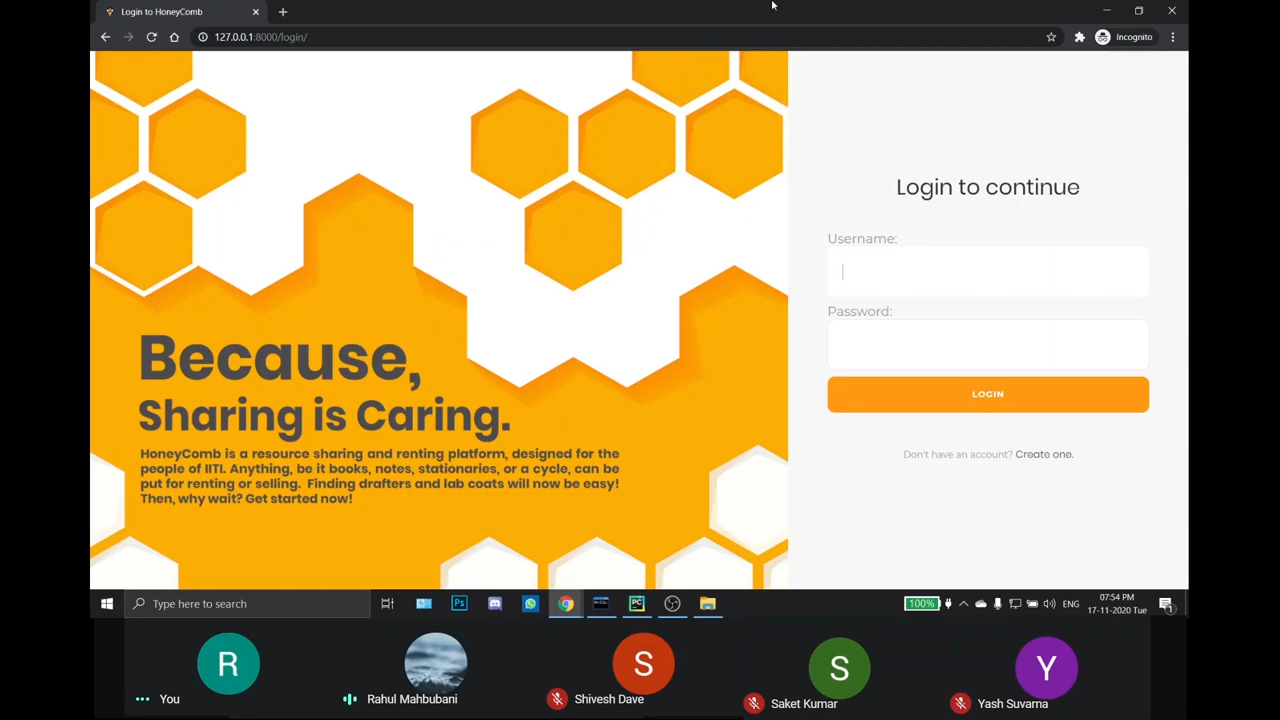 Login to HoneyComb
127.0.0.1:8000/login/
Incognito
Login to continue
Username:
Password:
LOGIN
Don't have an account? Create one.
Because,
Sharing is Caring.
HoneyComb is a resource sharing and renting platform, designed for the
people of IITI. Anything, be it books, notes, stationaries, or a cycle, can be
put for renting or selling. Finding drafters and lab coats will now be easy!
Then, why wait? Get started now!
Type here to search
Ps
PC
100%
ENG
07:54 PM
17-11-2020 Tue
1
R
S
S
Y
You
Rahul Mahbubani
Shivesh Dave
Saket Kumar
Yash Suvarna